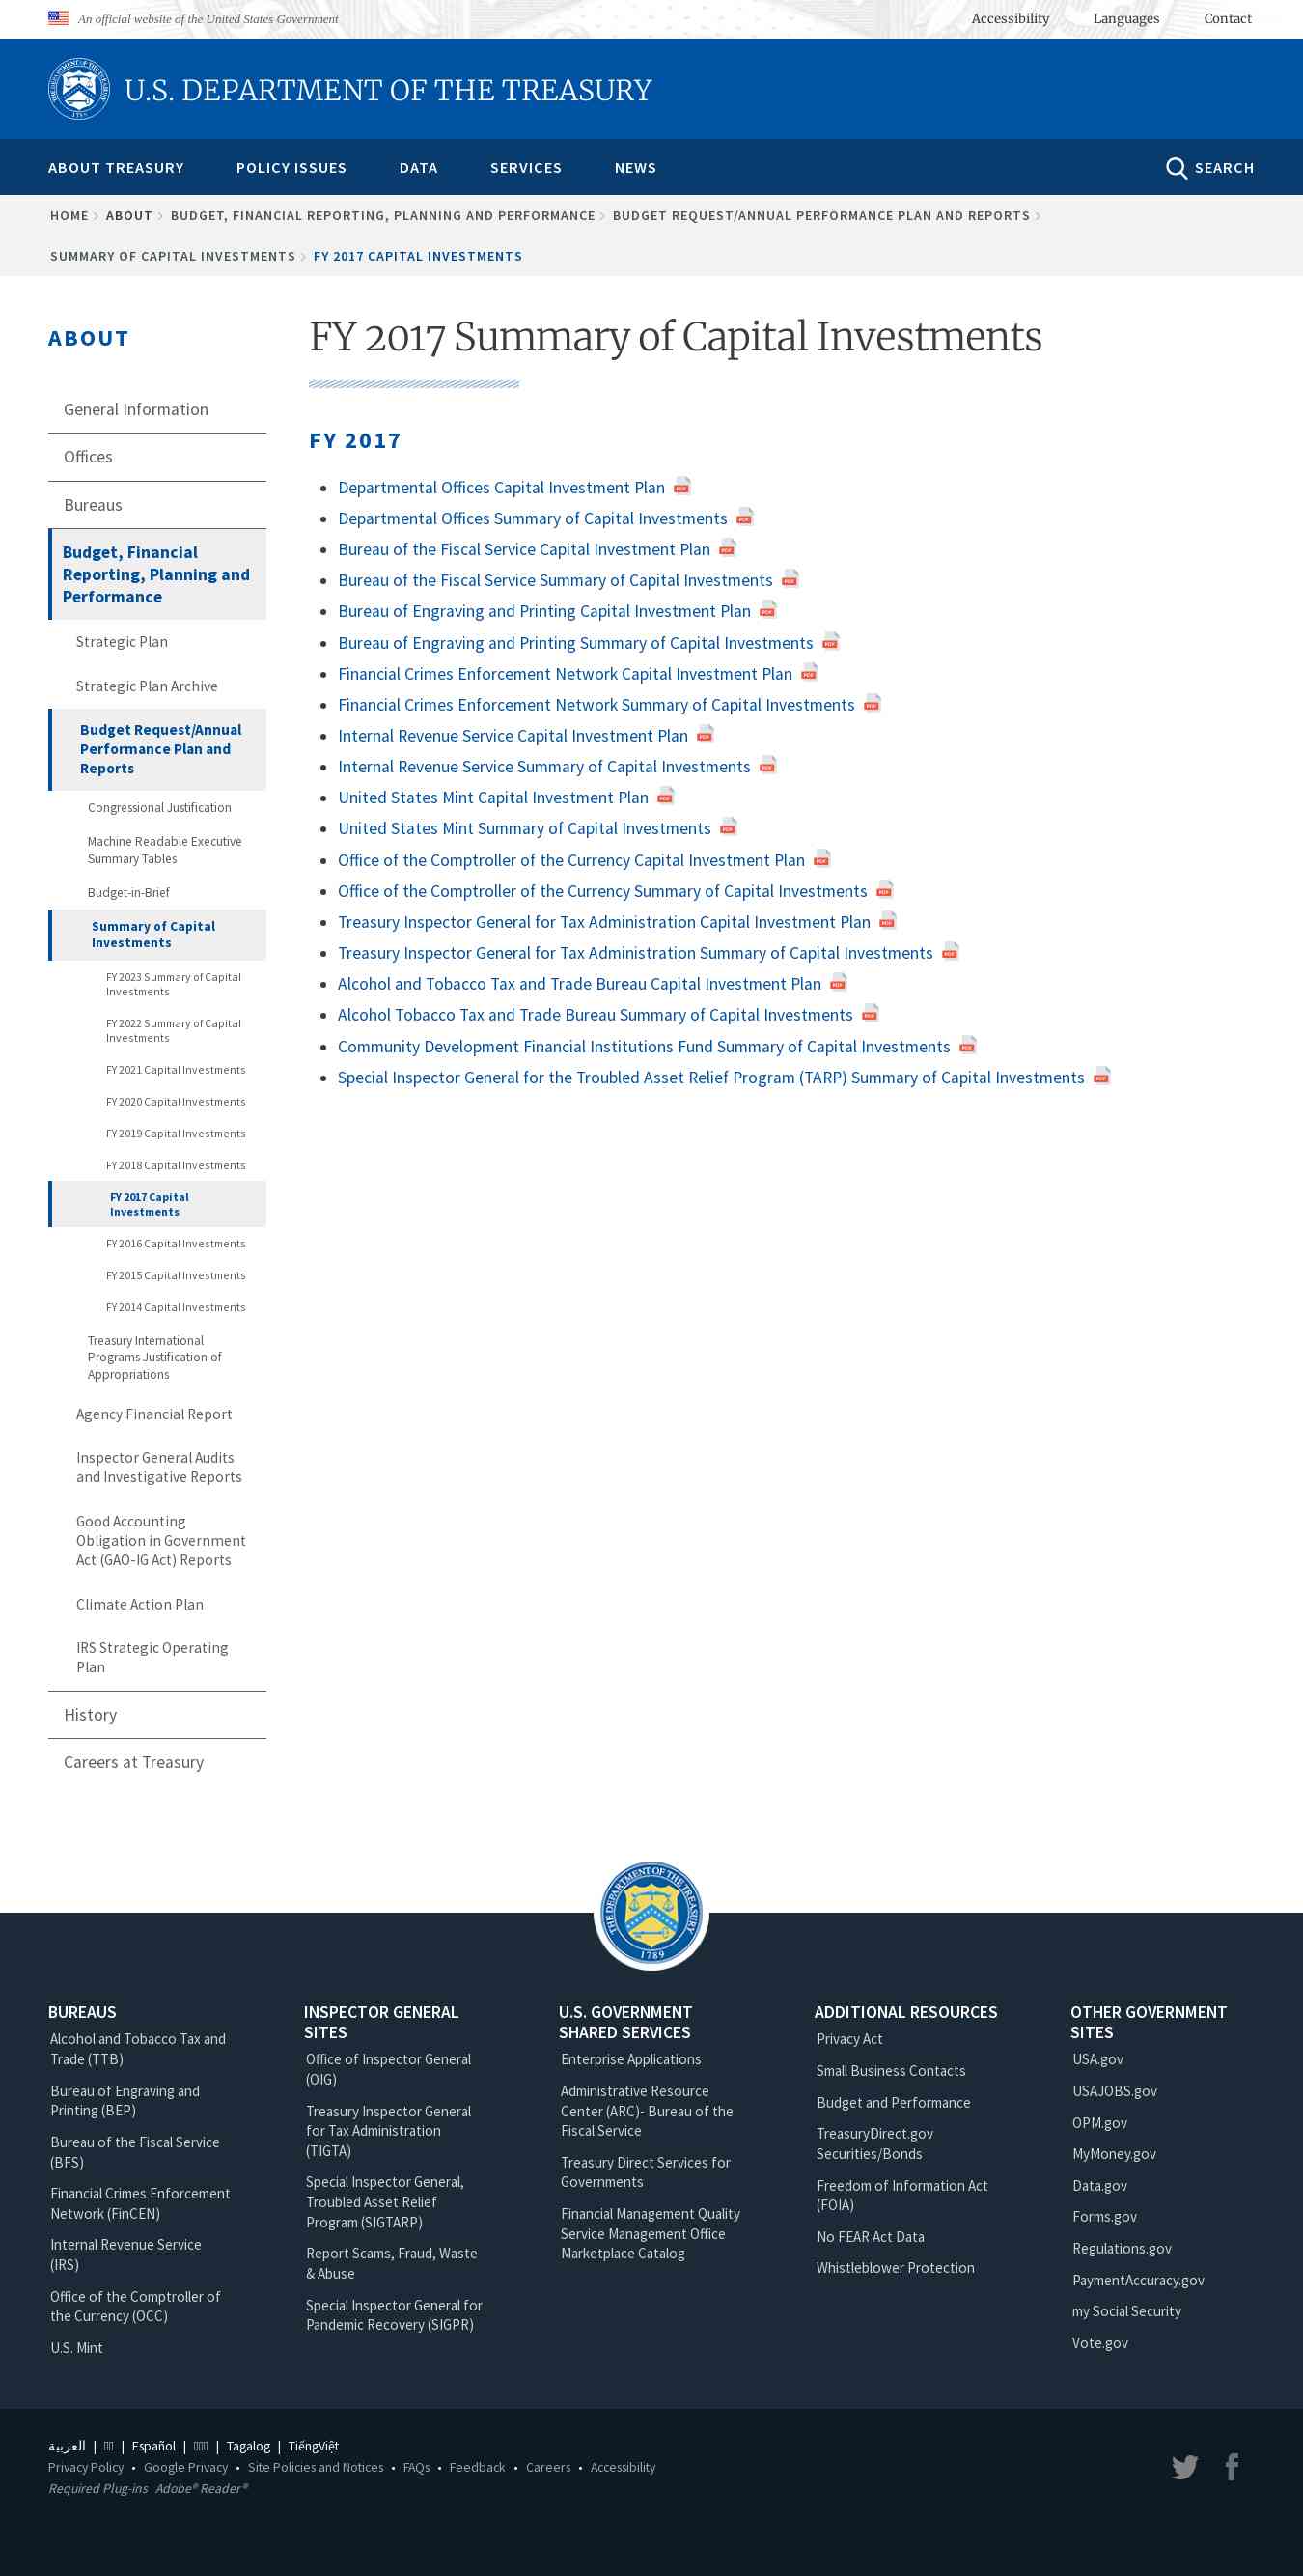 An official website of the United States Government
Accessibility Languages Contact
U.S. DEPARTMENT OF THE TREASURY
ABOUT TREASURY POLICY ISSUES DATA SERVICES NEWS SEARCH
HOME ABOUT BUDGET, FINANCIAL REPORTING, PLANNING AND PERFORMANCE BUDGET REQUEST/ANNUAL PERFORMANCE PLAN AND REPORTS
SUMMARY OF CAPITAL INVESTMENTS FY 2017 CAPITAL INVESTMENTS
ABOUT
General Information
Offices
Bureaus
Budget, Financial
Reporting, Planning and
Performance
Strategic Plan
Strategic Plan Archive
Budget Request/Annual
Performance Plan and
Reports
Congressional Justification
Machine Readable Executive
Summary Tables
Budget-in-Brief
Summary of Capital
Investments
FY 2023 Summary of Capital
Investments
FY 2022 Summary of Capital
Investments
FY 2021 Capital Investments
FY 2020 Capital Investments
FY 2019 Capital Investments
FY 2018 Capital Investments
FY 2017 Capital
Investments
FY 2016 Capital Investments
FY 2015 Capital Investments
FY 2014 Capital Investments
Treasury International
Programs Justification of
Appropriations
Agency Financial Report
Inspector General Audits
and Investigative Reports
Good Accounting
Obligation in Government
Act (GAO-IG Act) Reports
Climate Action Plan
IRS Strategic Operating
Plan
History
Careers at Treasury
FY 2017 Summary of Capital Investments
FY 2017
Departmental Offices Capital Investment Plan
Departmental Offices Summary of Capital Investments
Bureau of the Fiscal Service Capital Investment Plan
Bureau of the Fiscal Service Summary of Capital Investments
Bureau of Engraving and Printing Capital Investment Plan
Bureau of Engraving and Printing Summary of Capital Investments
Financial Crimes Enforcement Network Capital Investment Plan
Financial Crimes Enforcement Network Summary of Capital Investments
Internal Revenue Service Capital Investment Plan
Internal Revenue Service Summary of Capital Investments
United States Mint Capital Investment Plan
United States Mint Summary of Capital Investments
Office of the Comptroller of the Currency Capital Investment Plan
Office of the Comptroller of the Currency Summary of Capital Investments
Treasury Inspector General for Tax Administration Capital Investment Plan
Treasury Inspector General for Tax Administration Summary of Capital Investments
Alcohol and Tobacco Tax and Trade Bureau Capital Investment Plan
Alcohol Tobacco Tax and Trade Bureau Summary of Capital Investments
Community Development Financial Institutions Fund Summary of Capital Investments
Special Inspector General for the Troubled Asset Relief Program (TARP) Summary of Capital Investments
THE DEPARTMENT OF THE TREASURY
1789
BUREAUS
Alcohol and Tobacco Tax and
Trade (TTB)
Bureau of Engraving and
Printing (BEP)
Bureau of the Fiscal Service
(BFS)
Financial Crimes Enforcement
Network (FinCEN)
Internal Revenue Service
(IRS)
Office of the Comptroller of
the Currency (OCC)
U.S. Mint
INSPECTOR GENERAL
SITES
Office of Inspector General
(OIG)
Treasury Inspector General
for Tax Administration
(TIGTA)
Special Inspector General,
Troubled Asset Relief
Program (SIGTARP)
Report Scams, Fraud, Waste
& Abuse
Special Inspector General for
Pandemic Recovery (SIGPR)
U.S. GOVERNMENT
SHARED SERVICES
Enterprise Applications
Administrative Resource
Center (ARC)- Bureau of the
Fiscal Service
Treasury Direct Services for
Governments
Financial Management Quality
Service Management Office
Marketplace Catalog
ADDITIONAL RESOURCES
Privacy Act
Small Business Contacts
Budget and Performance
TreasuryDirect.gov
Securities/Bonds
Freedom of Information Act
(FOIA)
No FEAR Act Data
Whistleblower Protection
OTHER GOVERNMENT
SITES
USA.gov
USAJOBS.gov
OPM.gov
MyMoney.gov
Data.gov
Forms.gov
Regulations.gov
PaymentAccuracy.gov
my Social Security
Vote.gov
العربية | | Español | | Tagalog | TiếngViệt
Privacy Policy • Google Privacy • Site Policies and Notices • FAQs • Feedback • Careers • Accessibility
Required Plug-ins Adobe® Reader®